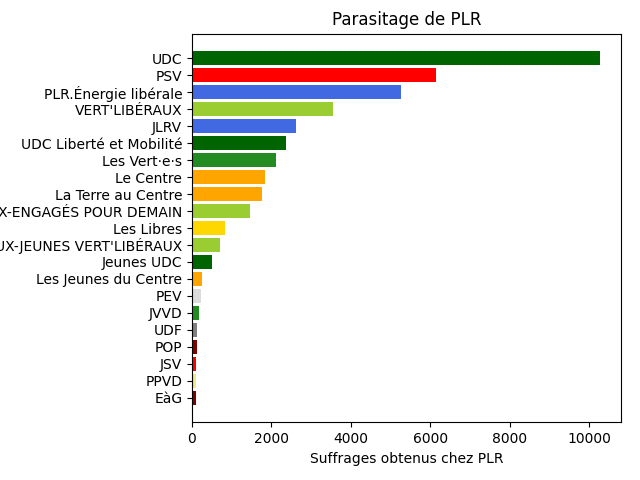 Parasitage de PLR
UDC
PSV
PLR.Énergie libérale
VERT'LIBÉRAUX
JLRV
UDC Liberté et Mobilité
Les Vert·e·s
Le Centre
La Terre au Centre
X-ENGAGÉS POUR DEMAIN
Les Libres
UX-JEUNES VERT'LIBÉRAUX
Jeunes UDC
Les Jeunes du Centre
PEV
JVVD
UDF
POP
JSV
PPVD
EàG
0 2000 4000 6000 8000 10000
Suffrages obtenus chez PLR